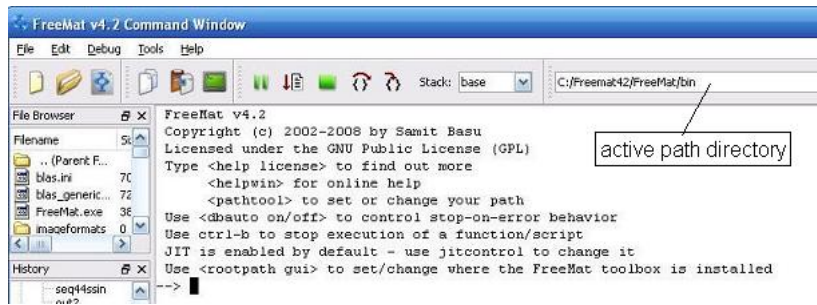 FreeMat v4.2 Command Window
File Edit Debug Tools Help
Stack: base
C:/Freemat42/FreeMat/bin
active path directory
File Browser
Filename
.. (Parent F...
blas.ini 70
blas_generic... 72
FreeMat.exe 38
imageformats 0
History
seq44ssin
out2
FreeMat v4.2
Copyright (c) 2002-2008 by Samit Basu
Licensed under the GNU Public License (GPL)
Type <help license> to find out more
<helpwin> for online help
<pathtool> to set or change your path
Use <dbauto on/off> to control stop-on-error behavior
Use ctrl-b to stop execution of a function/script
JIT is enabled by default - use jitcontrol to change it
Use <rootpath gui> to set/change where the FreeMat toolbox is installed
-->